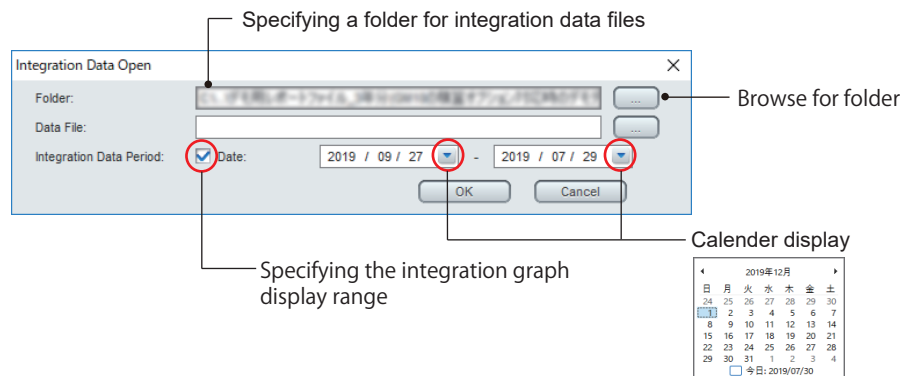 Specifying a folder for integration data files
Integration Data Open
Folder:
...
Browse for folder
Data File:
...
Integration Data Period:
Date:
2019 / 09 / 27
-
2019 / 07 / 29
OK
Cancel
Calender display
Specifying the integration graph
display range
2019年12月
日 月 火 水 木 金 土
24 25 26 27 28 29 30
1 2 3 4 5 6 7
8 9 10 11 12 13 14
15 16 17 18 19 20 21
22 23 24 25 26 27 28
29 30 31 1 2 3 4
今日: 2019/07/30